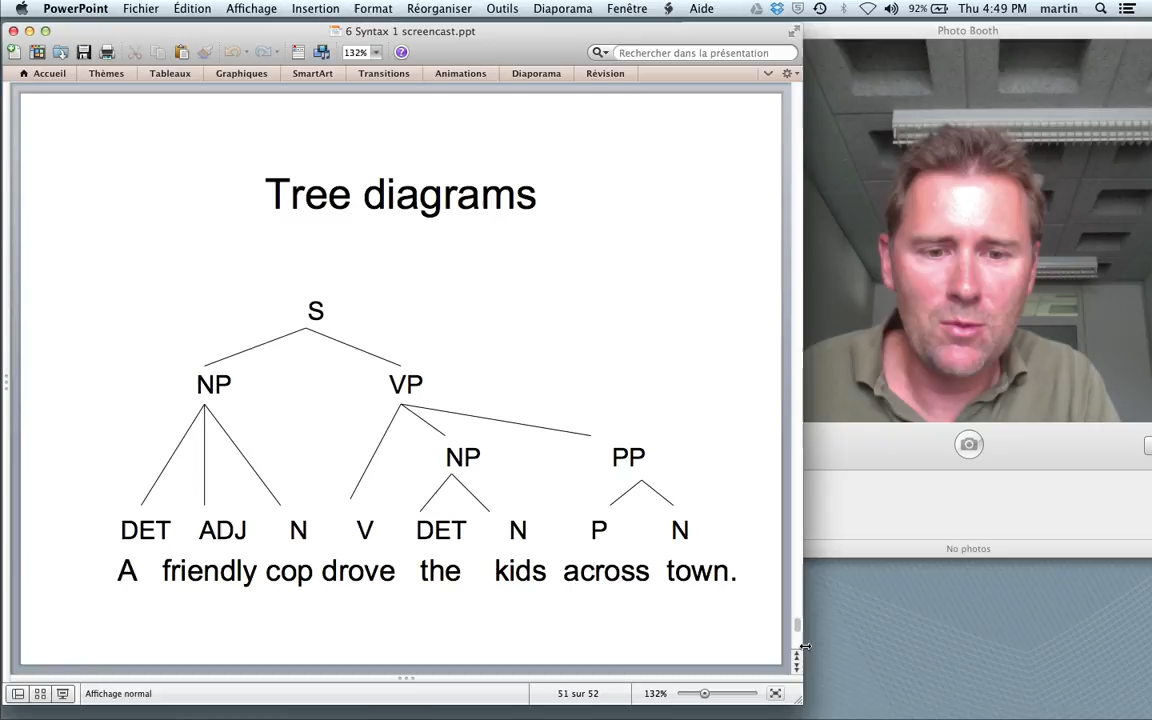 PowerPoint Fichier Édition Affichage Insertion Format Réorganiser Outils Diaporama Fenêtre Aide 92% Thu 4:49 PM martin
6 Syntax 1 screencast.ppt
Photo Booth
132% Rechercher dans la présentation
Accueil Thèmes Tableaux Graphiques SmartArt Transitions Animations Diaporama Révision
Tree diagrams
S
NP VP
NP PP
DET ADJ N V DET N P N
A friendly cop drove the kids across town.
No photos
Affichage normal 51 sur 52 132%